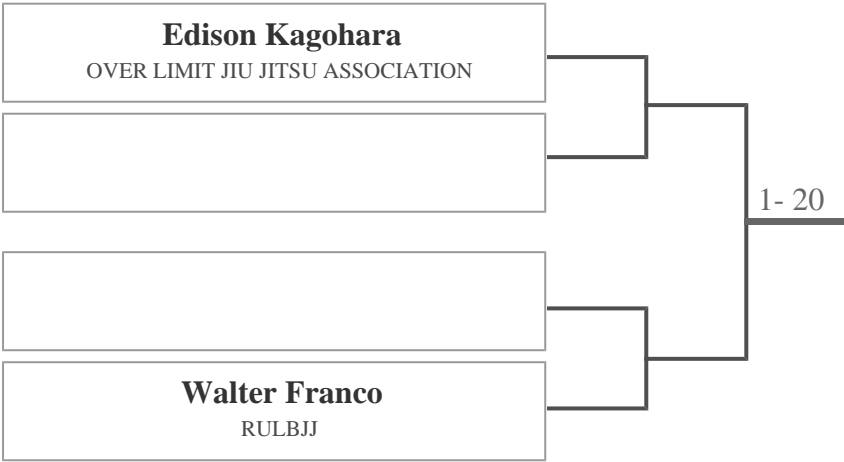 Edison Kagohara
OVER LIMIT JIU JITSU ASSOCIATION
1- 20
Walter Franco
RULBJJ